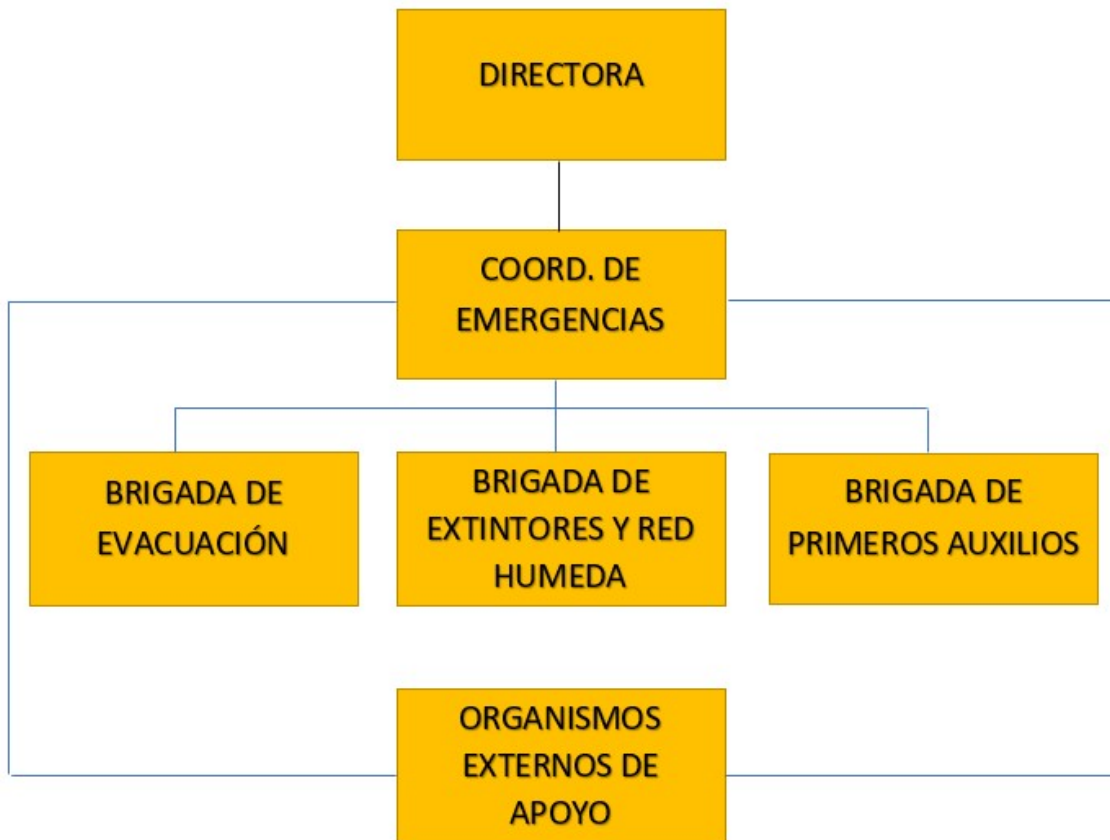 DIRECTORA
COORD. DE
EMERGENCIAS
BRIGADA DE
EVACUACIÓN
BRIGADA DE
EXTINTORES Y RED
HUMEDA
BRIGADA DE
PRIMEROS AUXILIOS
ORGANISMOS
EXTERNOS DE
APOYO